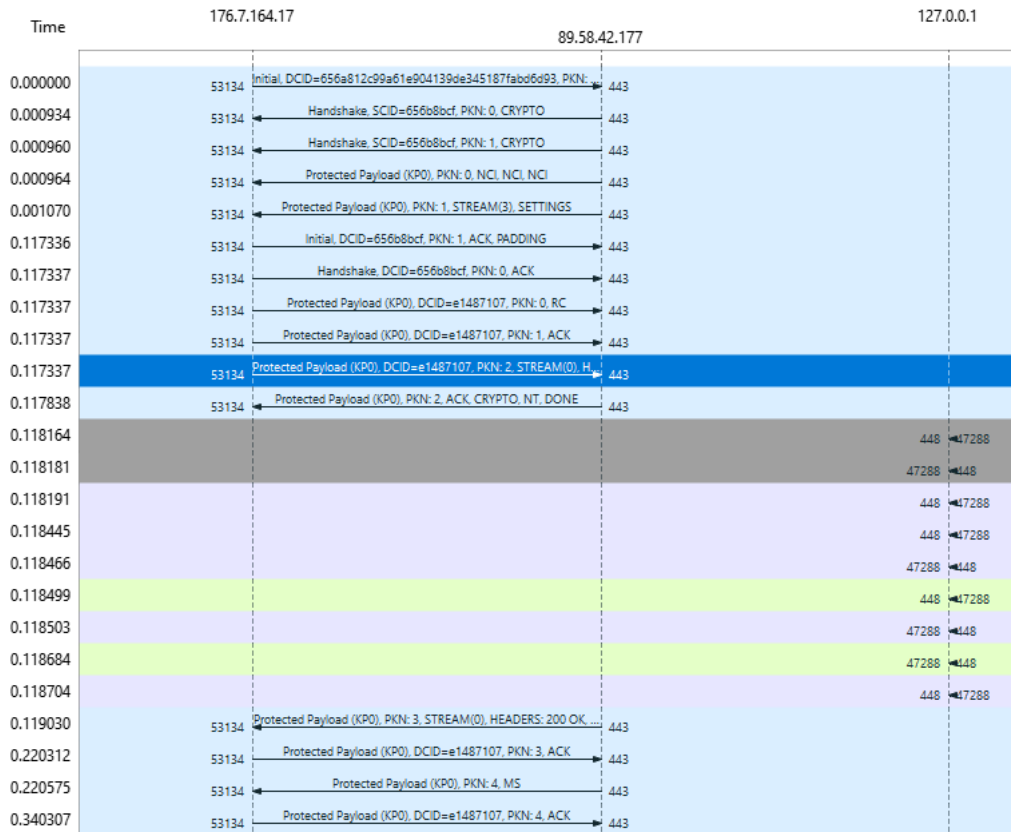 176.7.164.17 127.0.0.1
Time
89.58.42.177
0.000000 53134 Initial, DCID=656a812c99a61e904139de345187fabd6d93, PKN: ... 443
0.000934 53134 Handshake, SCID=656b8bcf, PKN: 0, CRYPTO 443
0.000960 53134 Handshake, SCID=656b8bcf, PKN: 1, CRYPTO 443
0.000964 53134 Protected Payload (KP0), PKN: 0, NCI, NCI, NCI 443
0.001070 53134 Protected Payload (KP0), PKN: 1, STREAM(3), SETTINGS 443
0.117336 53134 Initial, DCID=656b8bcf, PKN: 1, ACK, PADDING 443
0.117337 53134 Handshake, DCID=656b8bcf, PKN: 0, ACK 443
0.117337 53134 Protected Payload (KP0), DCID=e1487107, PKN: 0, RC 443
0.117337 53134 Protected Payload (KP0), DCID=e1487107, PKN: 1, ACK 443
0.117337 53134 Protected Payload (KP0), DCID=e1487107, PKN: 2, STREAM(0), H... 443
0.117838 53134 Protected Payload (KP0), PKN: 2, ACK, CRYPTO, NT, DONE 443
0.118164 448 47288
0.118181 47288 448
0.118191 448 47288
0.118445 448 47288
0.118466 47288 448
0.118499 448 47288
0.118503 47288 448
0.118684 47288 448
0.118704 448 47288
0.119030 53134 Protected Payload (KP0), PKN: 3, STREAM(0), HEADERS: 200 OK, ... 443
0.220312 53134 Protected Payload (KP0), DCID=e1487107, PKN: 3, ACK 443
0.220575 53134 Protected Payload (KP0), PKN: 4, MS 443
0.340307 53134 Protected Payload (KP0), DCID=e1487107, PKN: 4, ACK 443